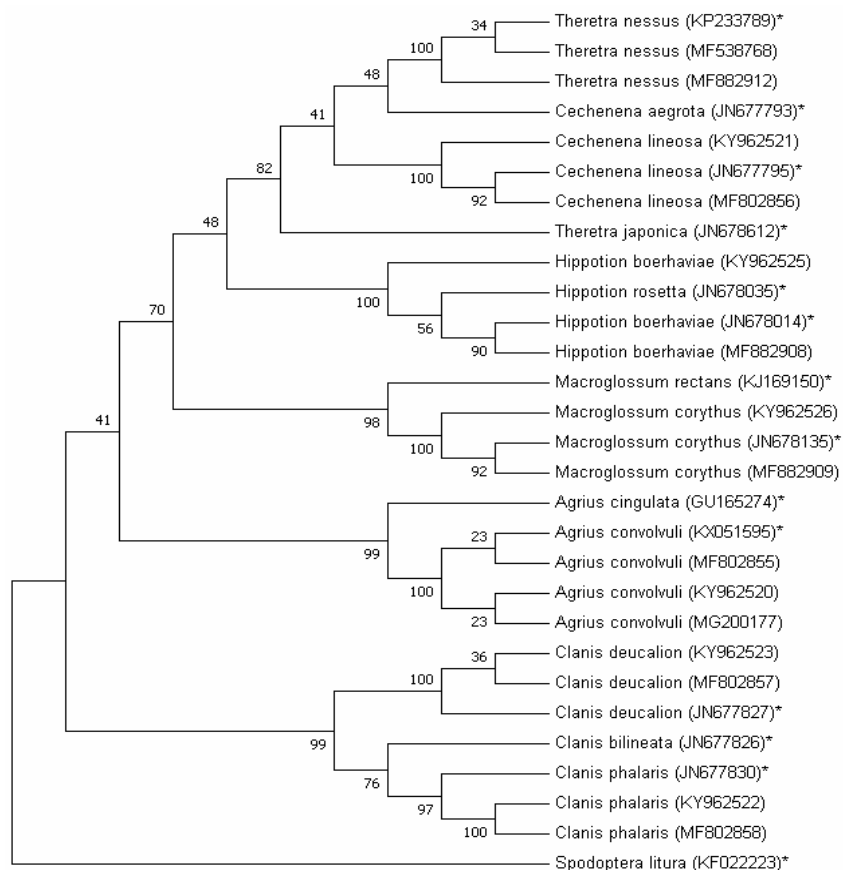 Theretra nessus (KP233789)*
34
Theretra nessus (MF538768)
100
Theretra nessus (MF882912)
48
Cechenena aegrota (JN677793)*
41
Cechenena lineosa (KY962521)
82
100
Cechenena lineosa (JN677795)*
92
Cechenena lineosa (MF802856)
48
Theretra japonica (JN678612)*
Hippotion boerhaviae (KY962525)
100
Hippotion rosetta (JN678035)*
70
56
Hippotion boerhaviae (JN678014)*
90
Hippotion boerhaviae (MF882908)
Macroglossum rectans (KJ169150)*
98
Macroglossum corythus (KY962526)
41
100
Macroglossum corythus (JN678135)*
92
Macroglossum corythus (MF882909)
Agrius cingulata (GU165274)*
99
23
Agrius convolvuli (KX051595)*
Agrius convolvuli (MF802855)
100
Agrius convolvuli (KY962520)
23
Agrius convolvuli (MG200177)
36
Clanis deucalion (KY962523)
100
Clanis deucalion (MF802857)
Clanis deucalion (JN677827)*
99
Clanis bilineata (JN677826)*
76
Clanis phalaris (JN677830)*
97
Clanis phalaris (KY962522)
100
Clanis phalaris (MF802858)
Spodoptera litura (KF022223)*